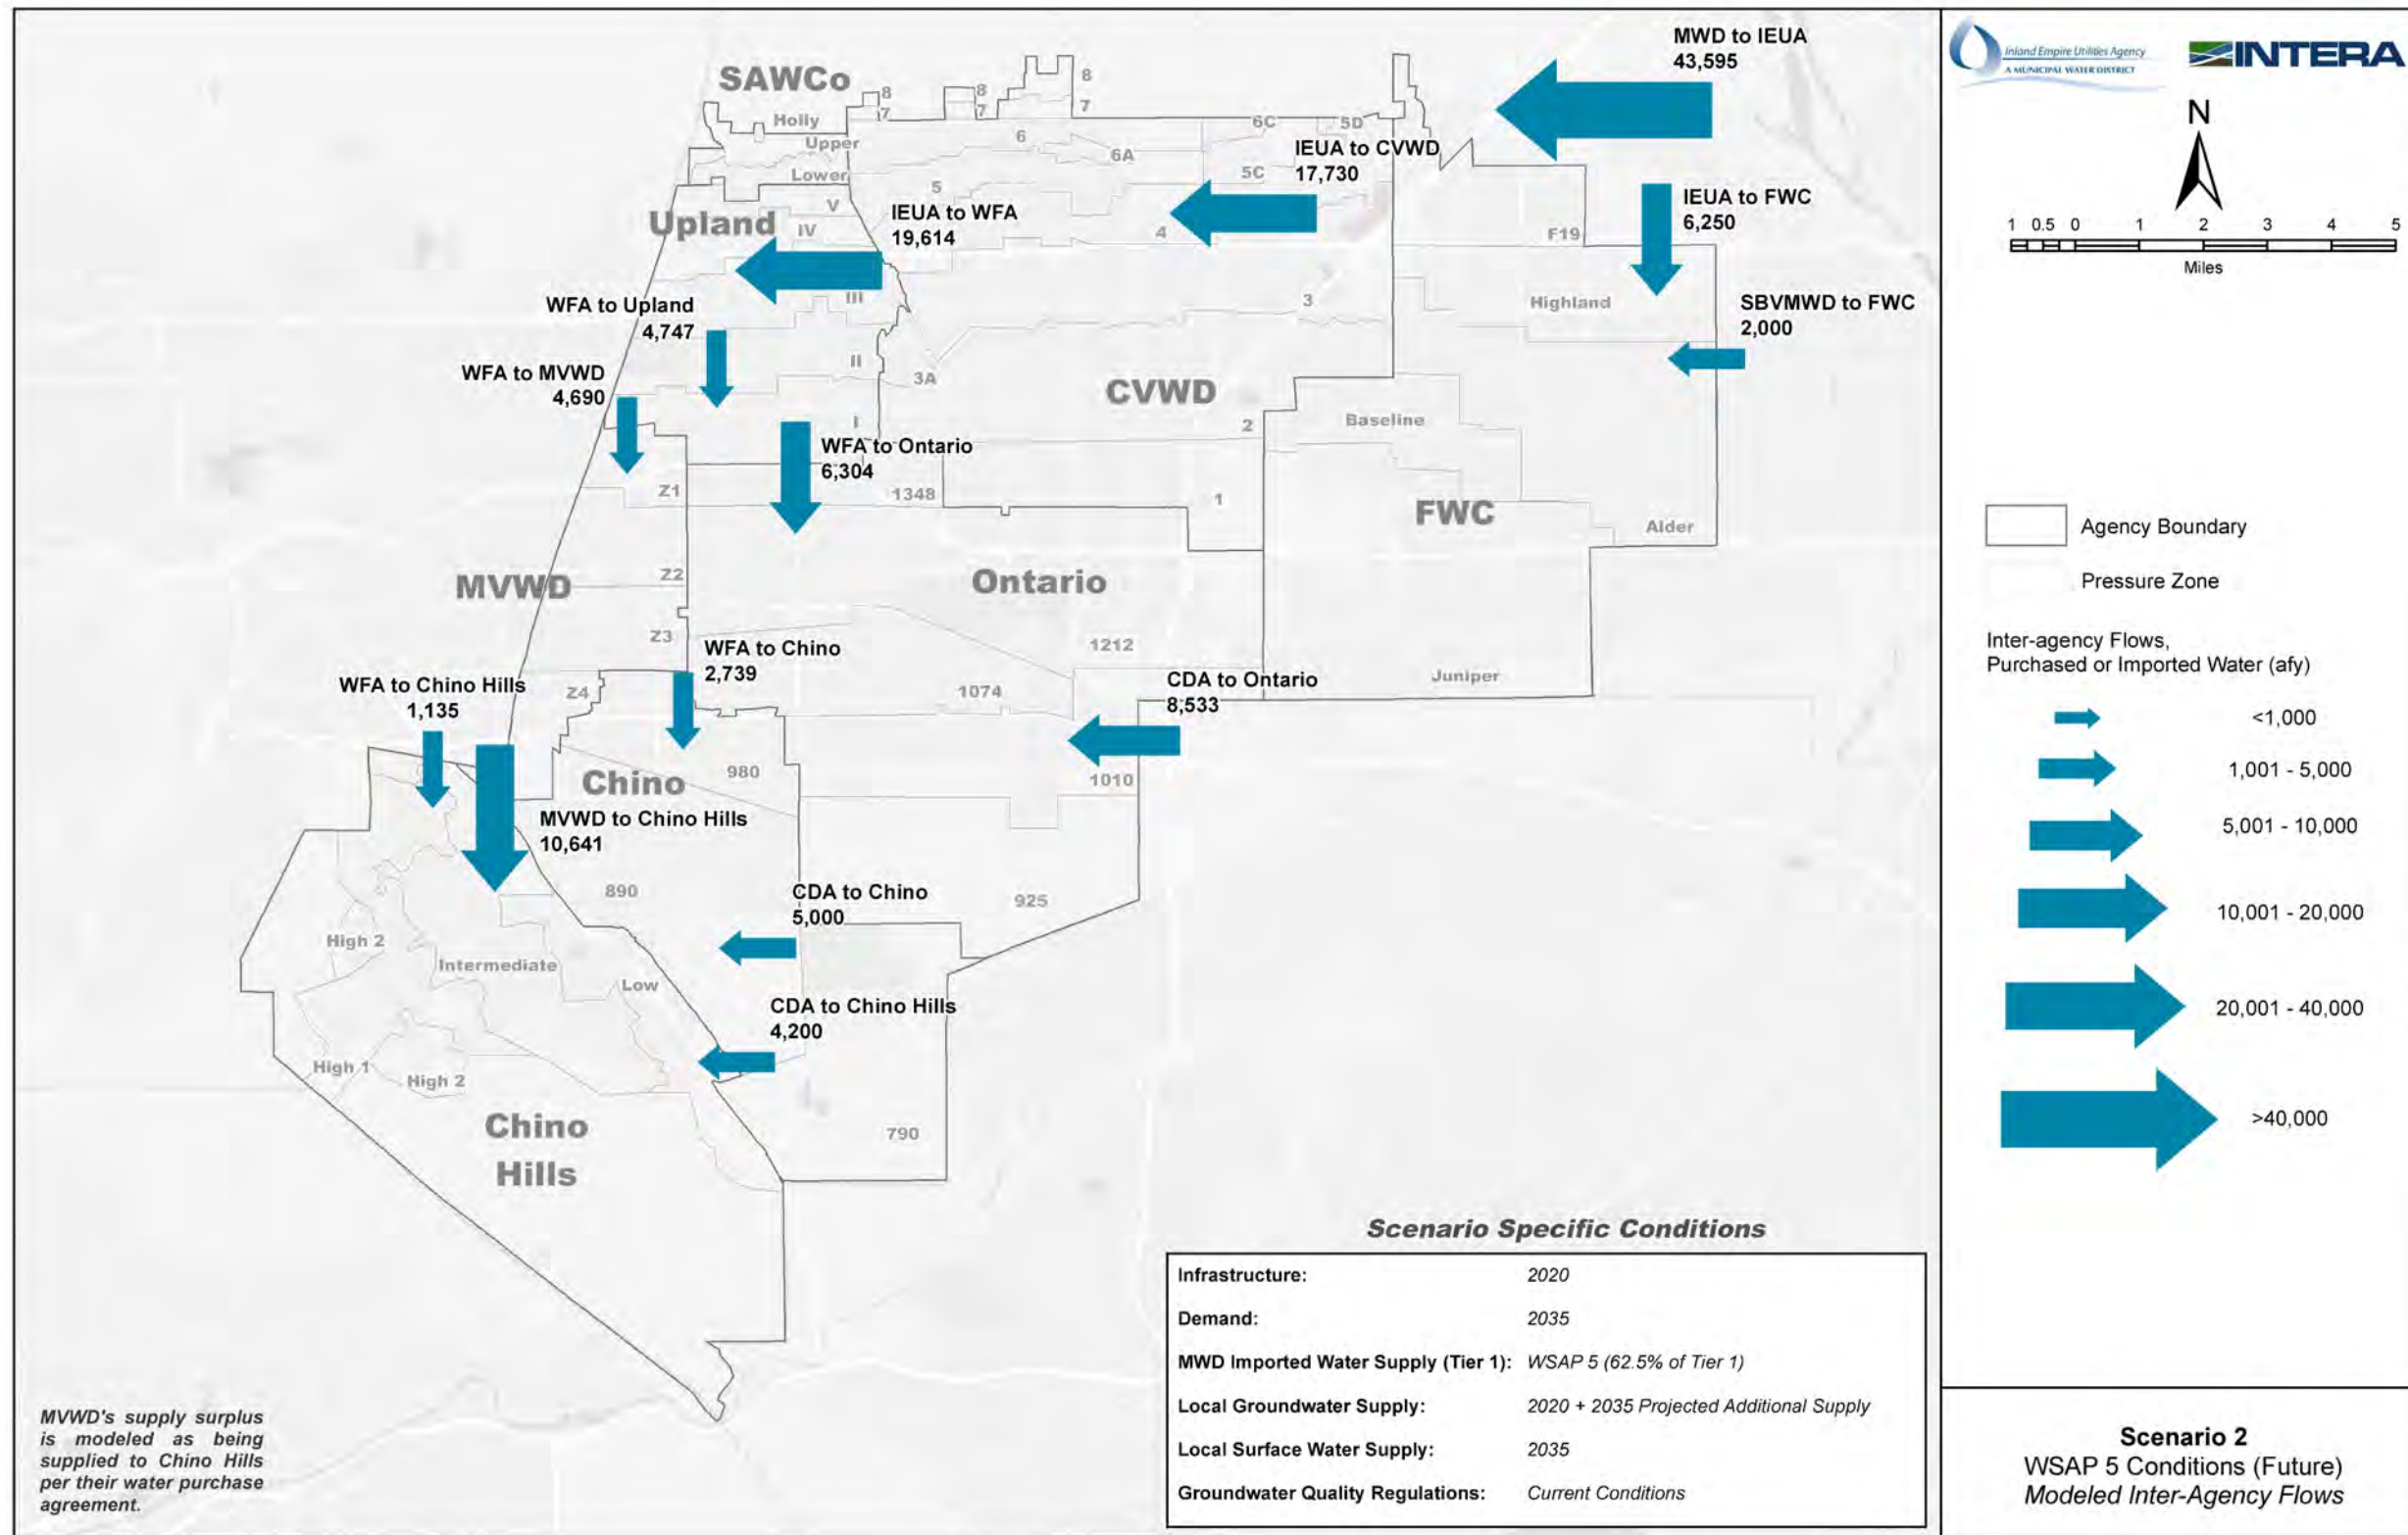 SAWCo
Holly
Upper
Lower
8
7
8
7
8
7
6C
5D
6
6A
5C
5
4
MWD to IEUA
43,595
IEUA to CVWD
17,730
IEUA to FWC
6,250
F19
Upland
V
IV
III
II
I
IEUA to WFA
19,614
WFA to Upland
4,747
WFA to MVWD
4,690
SBVMWD to FWC
2,000
Highland
3
3A
CVWD
2
Baseline
WFA to Ontario
6,304
Z1
1348
1
FWC
Alder
MVWD
Z2
Ontario
Z3
1212
WFA to Chino
2,739
Juniper
WFA to Chino Hills
1,135
Z4
1074
CDA to Ontario
8,533
Chino
980
1010
MVWD to Chino Hills
10,641
890
CDA to Chino
5,000
925
High 2
Intermediate
Low
CDA to Chino Hills
4,200
High 1
High 2
Chino
Hills
790
MVWD's supply surplus
is modeled as being
supplied to Chino Hills
per their water purchase
agreement.
Scenario Specific Conditions
Infrastructure: 2020
Demand: 2035
MWD Imported Water Supply (Tier 1): WSAP 5 (62.5% of Tier 1)
Local Groundwater Supply: 2020 + 2035 Projected Additional Supply
Local Surface Water Supply: 2035
Groundwater Quality Regulations: Current Conditions
Inland Empire Utilities Agency
A MUNICIPAL WATER DISTRICT
INTERA
N
1 0.5 0 1 2 3 4 5
Miles
Agency Boundary
Pressure Zone
Inter-agency Flows,
Purchased or Imported Water (afy)
<1,000
1,001 - 5,000
5,001 - 10,000
10,001 - 20,000
20,001 - 40,000
>40,000
Scenario 2
WSAP 5 Conditions (Future)
Modeled Inter-Agency Flows